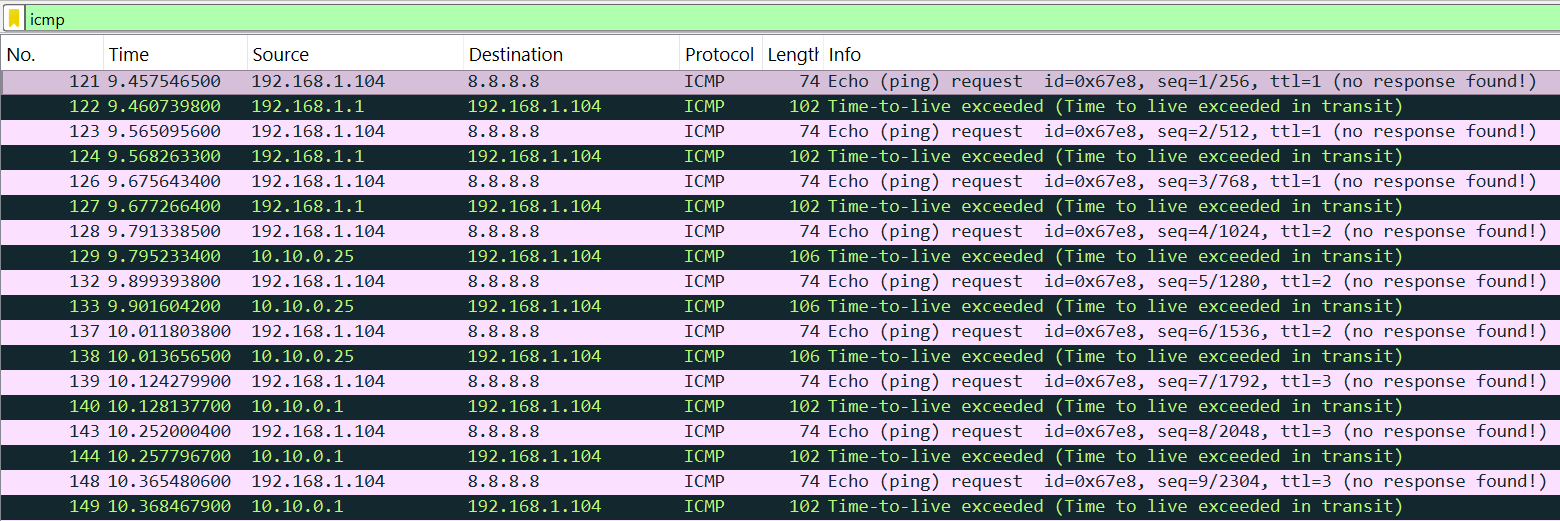 icmp
No. Time Source Destination Protocol Length Info
121 9.457546500 192.168.1.104 8.8.8.8 ICMP 74 Echo (ping) request id=0x67e8, seq=1/256, ttl=1 (no response found!)
122 9.460739800 192.168.1.1 192.168.1.104 ICMP 102 Time-to-live exceeded (Time to live exceeded in transit)
123 9.565095600 192.168.1.104 8.8.8.8 ICMP 74 Echo (ping) request id=0x67e8, seq=2/512, ttl=1 (no response found!)
124 9.568263300 192.168.1.1 192.168.1.104 ICMP 102 Time-to-live exceeded (Time to live exceeded in transit)
126 9.675643400 192.168.1.104 8.8.8.8 ICMP 74 Echo (ping) request id=0x67e8, seq=3/768, ttl=1 (no response found!)
127 9.677266400 192.168.1.1 192.168.1.104 ICMP 102 Time-to-live exceeded (Time to live exceeded in transit)
128 9.791338500 192.168.1.104 8.8.8.8 ICMP 74 Echo (ping) request id=0x67e8, seq=4/1024, ttl=2 (no response found!)
129 9.795233400 10.10.0.25 192.168.1.104 ICMP 106 Time-to-live exceeded (Time to live exceeded in transit)
132 9.899393800 192.168.1.104 8.8.8.8 ICMP 74 Echo (ping) request id=0x67e8, seq=5/1280, ttl=2 (no response found!)
133 9.901604200 10.10.0.25 192.168.1.104 ICMP 106 Time-to-live exceeded (Time to live exceeded in transit)
137 10.011803800 192.168.1.104 8.8.8.8 ICMP 74 Echo (ping) request id=0x67e8, seq=6/1536, ttl=2 (no response found!)
138 10.013656500 10.10.0.25 192.168.1.104 ICMP 106 Time-to-live exceeded (Time to live exceeded in transit)
139 10.124279900 192.168.1.104 8.8.8.8 ICMP 74 Echo (ping) request id=0x67e8, seq=7/1792, ttl=3 (no response found!)
140 10.128137700 10.10.0.1 192.168.1.104 ICMP 102 Time-to-live exceeded (Time to live exceeded in transit)
143 10.252000400 192.168.1.104 8.8.8.8 ICMP 74 Echo (ping) request id=0x67e8, seq=8/2048, ttl=3 (no response found!)
144 10.257796700 10.10.0.1 192.168.1.104 ICMP 102 Time-to-live exceeded (Time to live exceeded in transit)
148 10.365480600 192.168.1.104 8.8.8.8 ICMP 74 Echo (ping) request id=0x67e8, seq=9/2304, ttl=3 (no response found!)
149 10.368467900 10.10.0.1 192.168.1.104 ICMP 102 Time-to-live exceeded (Time to live exceeded in transit)